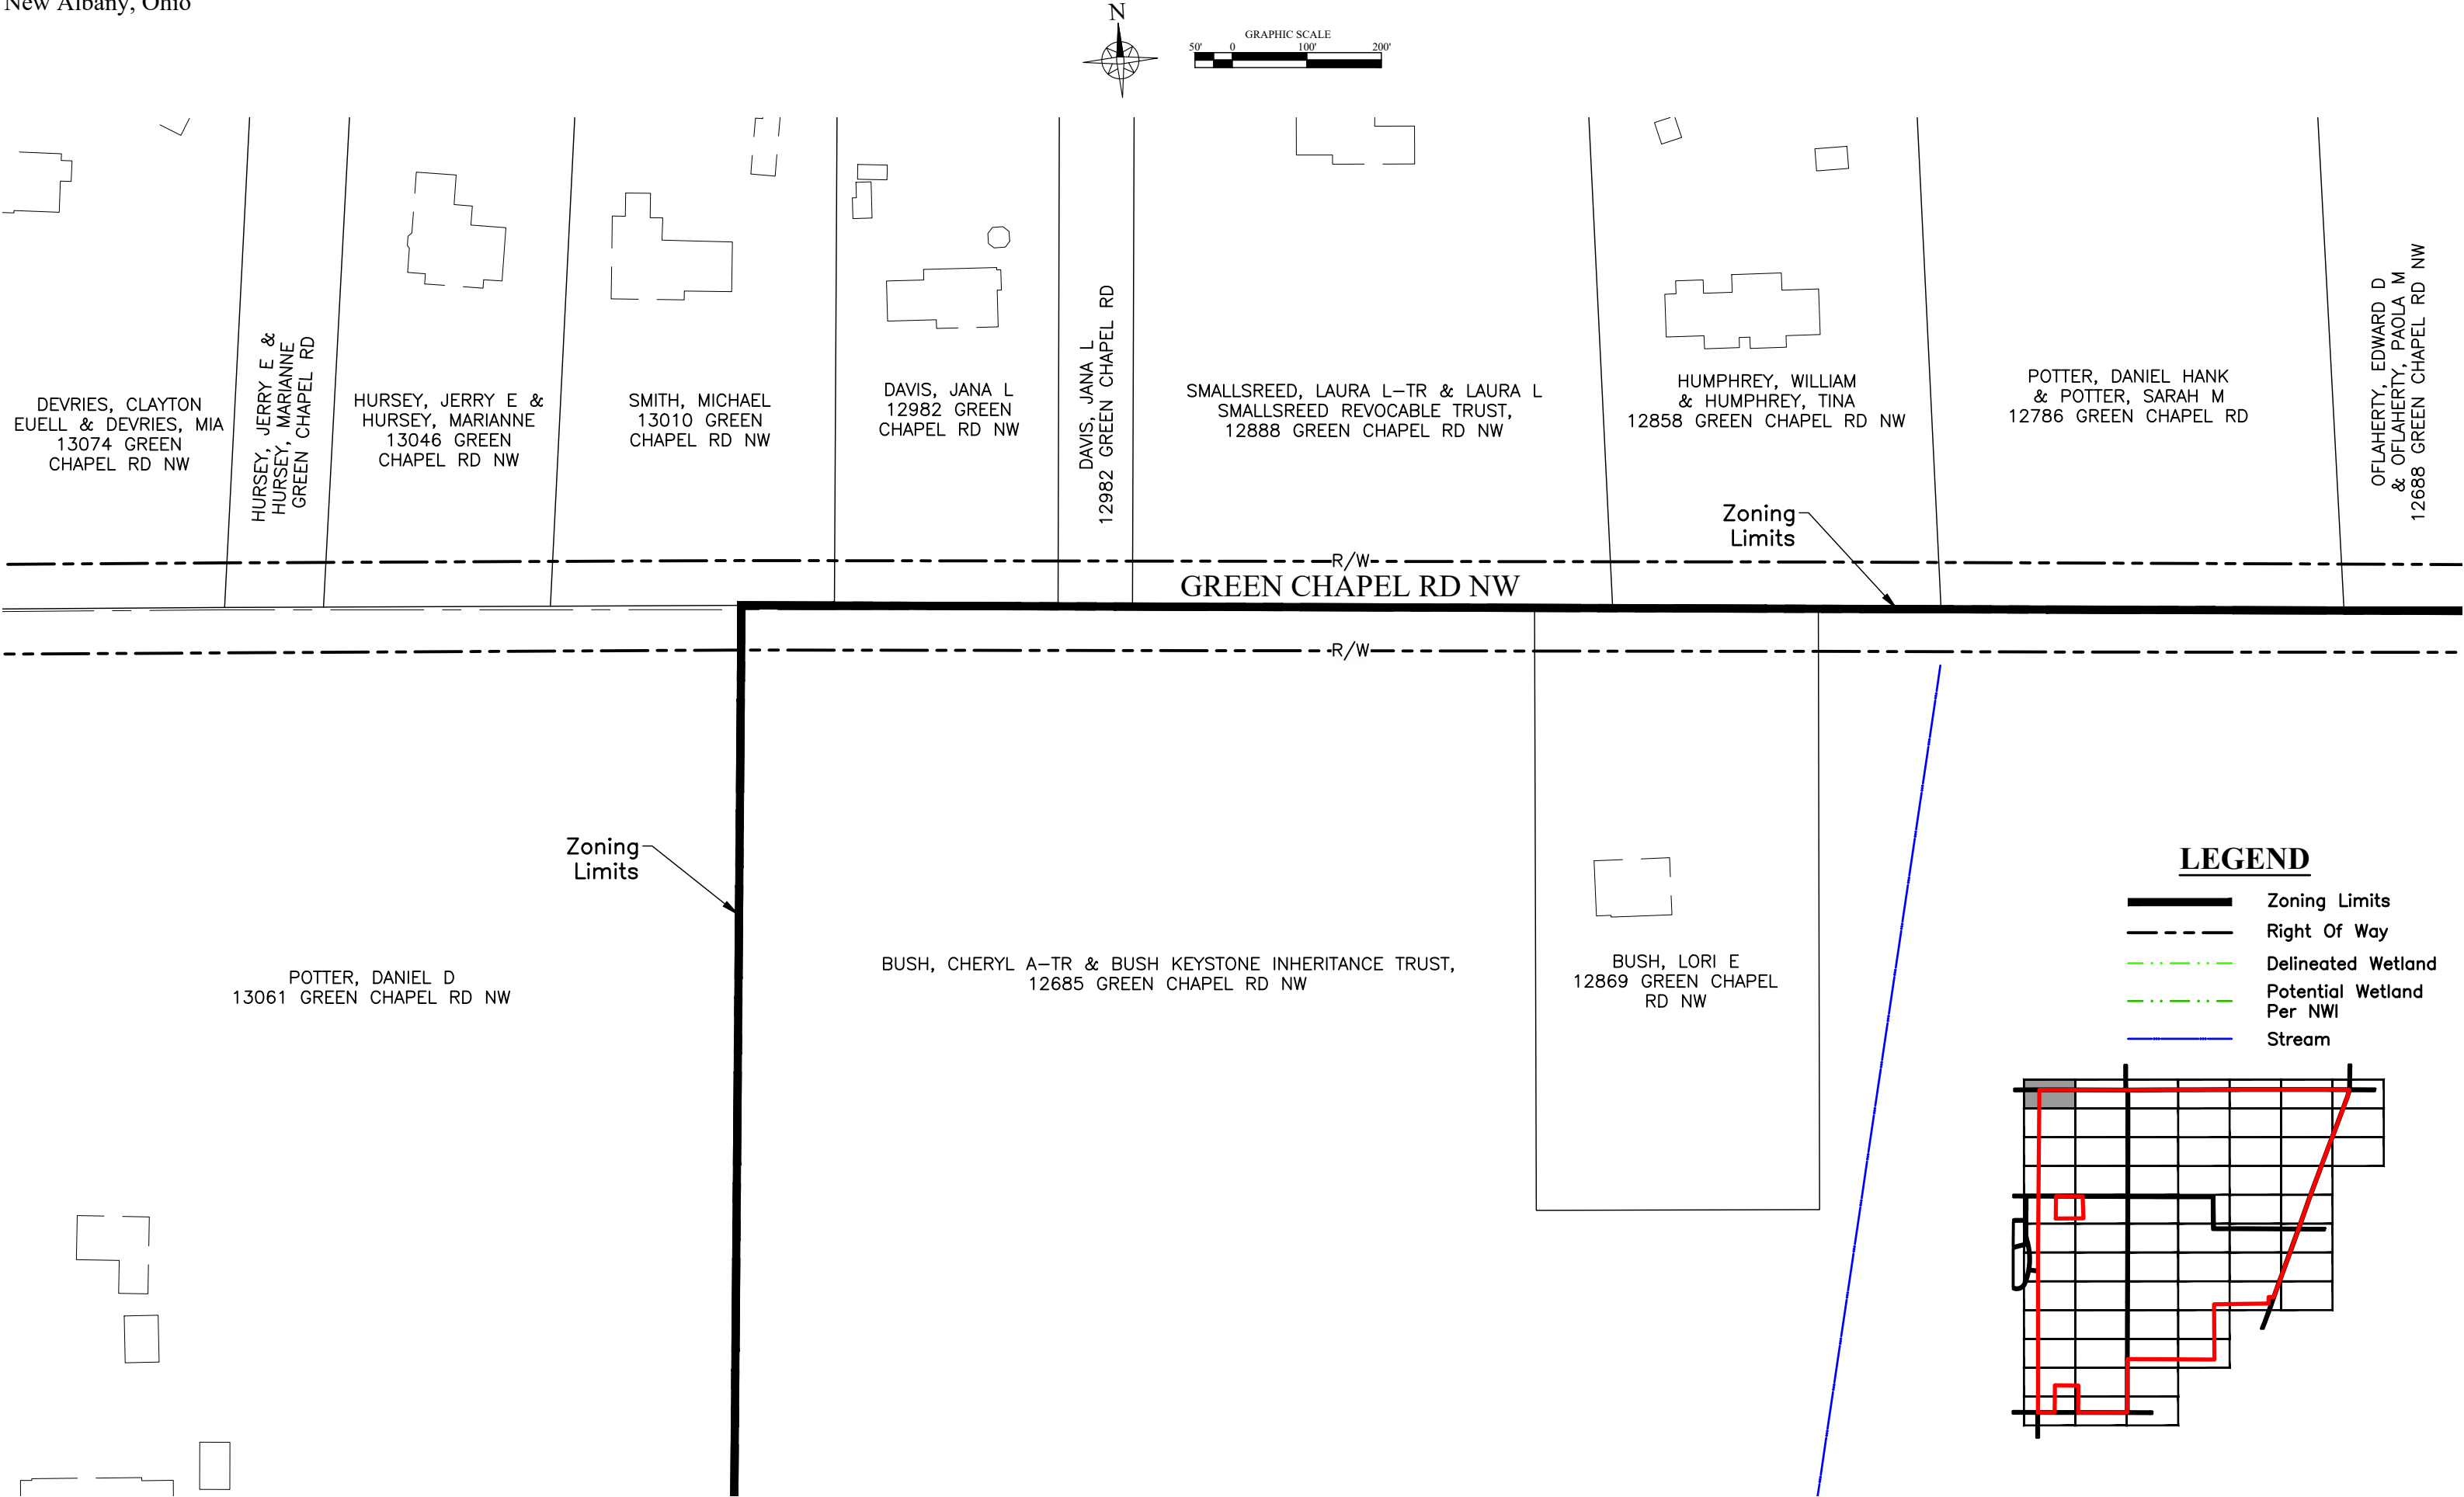 New Albany, Ohio
N
GRAPHIC SCALE
50' 0 100' 200'
DEVRIES, CLAYTON
EUELL & DEVRIES, MIA
13074 GREEN
CHAPEL RD NW
HURSEY, JERRY E &
HURSEY, MARIANNE
GREEN CHAPEL RD
HURSEY, JERRY E &
HURSEY, MARIANNE
13046 GREEN
CHAPEL RD NW
SMITH, MICHAEL
13010 GREEN
CHAPEL RD NW
DAVIS, JANA L
12982 GREEN
CHAPEL RD NW
DAVIS, JANA L
12982 GREEN CHAPEL RD
SMALLSREED, LAURA L-TR & LAURA L
SMALLSREED REVOCABLE TRUST,
12888 GREEN CHAPEL RD NW
HUMPHREY, WILLIAM
& HUMPHREY, TINA
12858 GREEN CHAPEL RD NW
POTTER, DANIEL HANK
& POTTER, SARAH M
12786 GREEN CHAPEL RD
OFLAHERTY, EDWARD D
& OFLAHERTY, PAOLA M
12688 GREEN CHAPEL RD NW
Zoning
Limits
R/W
GREEN CHAPEL RD NW
R/W
Zoning
Limits
POTTER, DANIEL D
13061 GREEN CHAPEL RD NW
BUSH, CHERYL A-TR & BUSH KEYSTONE INHERITANCE TRUST,
12685 GREEN CHAPEL RD NW
BUSH, LORI E
12869 GREEN CHAPEL
RD NW
LEGEND
Zoning Limits
Right Of Way
Delineated Wetland
Potential Wetland
Per NWI
Stream